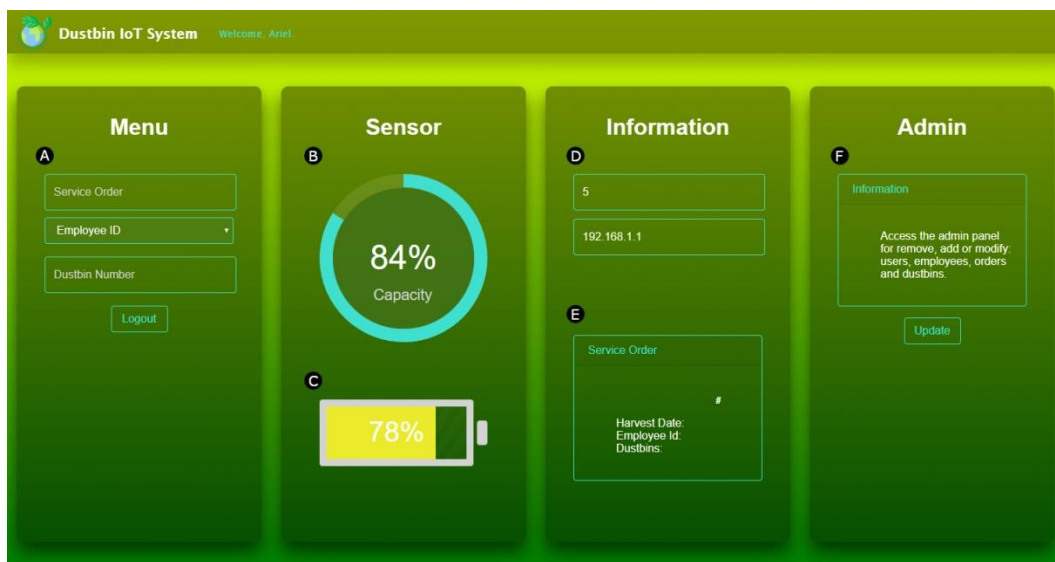 Dustbin IoT System Welcome, Ariel.
Menu
A
Service Order
Employee ID
Dustbin Number
Logout
Sensor
B
84%
Capacity
C
78%
Information
D
5
192.168.1.1
E
Service Order
#
Harvest Date:
Employee Id:
Dustbins:
Admin
F
Information
Access the admin panel
for remove, add or modify:
users, employees, orders
and dustbins.
Update